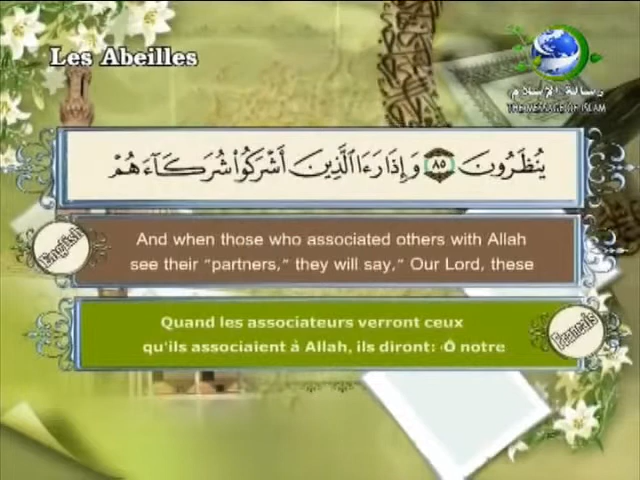 Les Abeilles
رسالة الإسلام
THE MESSAGE OF ISLAM
يُنظَرُونَ ٨٥ وَإِذَا رَءَا الَّذِينَ أَشْرَكُوا۟ شُرَكَآءَهُمْ
English
And when those who associated others with Allah
see their "partners," they will say," Our Lord, these
Quand les associateurs verront ceux
qu'ils associaient à Allah, ils diront: ‹Ô notre
Francais